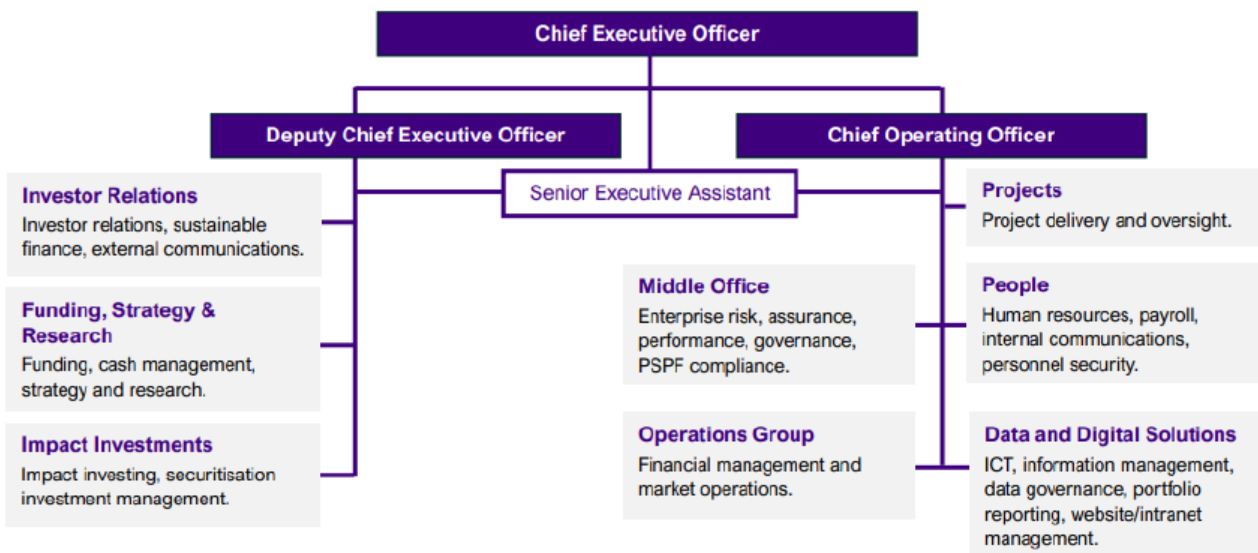 Chief Executive Officer
Deputy Chief Executive Officer
Chief Operating Officer
Senior Executive Assistant
Investor Relations
Investor relations, sustainable
finance, external communications.
Funding, Strategy &
Research
Funding, cash management,
strategy and research.
Impact Investments
Impact investing, securitisation
investment management.
Middle Office
Enterprise risk, assurance,
performance, governance,
PSPF compliance.
Operations Group
Financial management and
market operations.
Projects
Project delivery and oversight.
People
Human resources, payroll,
internal communications,
personnel security.
Data and Digital Solutions
ICT, information management,
data governance, portfolio
reporting, website/intranet
management.